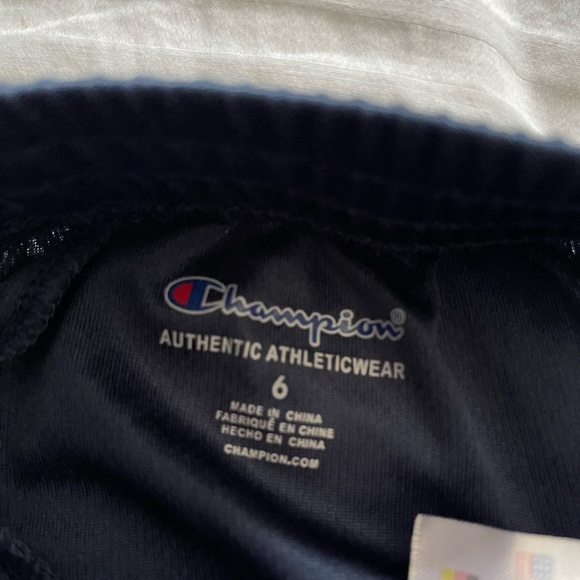 Champion
AUTHENTIC ATHLETICWEAR
6
MADE IN CHINA
FABRIQUÉ EN CHINE
HECHO EN CHINA
CHAMPION.COM